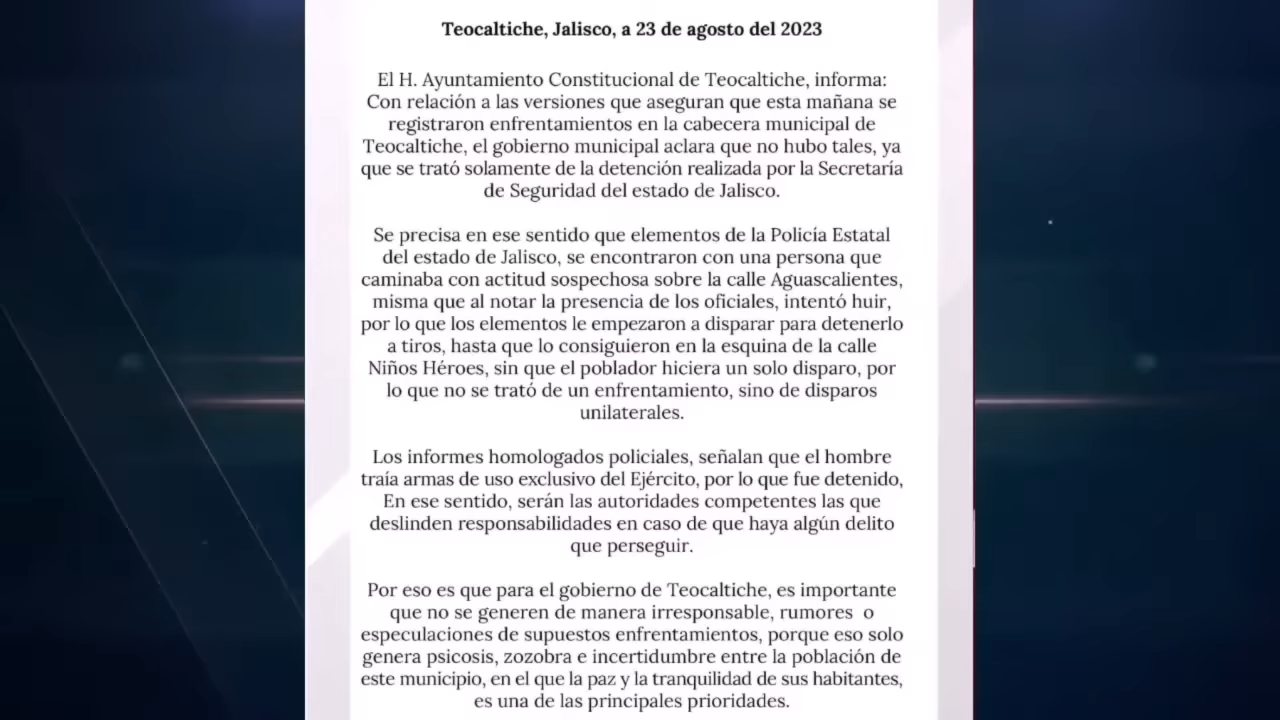 Teocaltiche, Jalisco, a 23 de agosto del 2023
El H. Ayuntamiento Constitucional de Teocaltiche, informa:
Con relación a las versiones que aseguran que esta mañana se
registraron enfrentamientos en la cabecera municipal de
Teocaltiche, el gobierno municipal aclara que no hubo tales, ya
que se trató solamente de la detención realizada por la Secretaría
de Seguridad del estado de Jalisco.
Se precisa en ese sentido que elementos de la Policía Estatal
del estado de Jalisco, se encontraron con una persona que
caminaba con actitud sospechosa sobre la calle Aguascalientes,
misma que al notar la presencia de los oficiales, intentó huir,
por lo que los elementos le empezaron a disparar para detenerlo
a tiros, hasta que lo consiguieron en la esquina de la calle
Niños Héroes, sin que el poblador hiciera un solo disparo, por
lo que no se trató de un enfrentamiento, sino de disparos
unilaterales.
Los informes homologados policiales, señalan que el hombre
traía armas de uso exclusivo del Ejército, por lo que fue detenido,
En ese sentido, serán las autoridades competentes las que
deslinden responsabilidades en caso de que haya algún delito
que perseguir.
Por eso es que para el gobierno de Teocaltiche, es importante
que no se generen de manera irresponsable, rumores o
especulaciones de supuestos enfrentamientos, porque eso solo
genera psicosis, zozobra e incertidumbre entre la población de
este municipio, en el que la paz y la tranquilidad de sus habitantes,
es una de las principales prioridades.